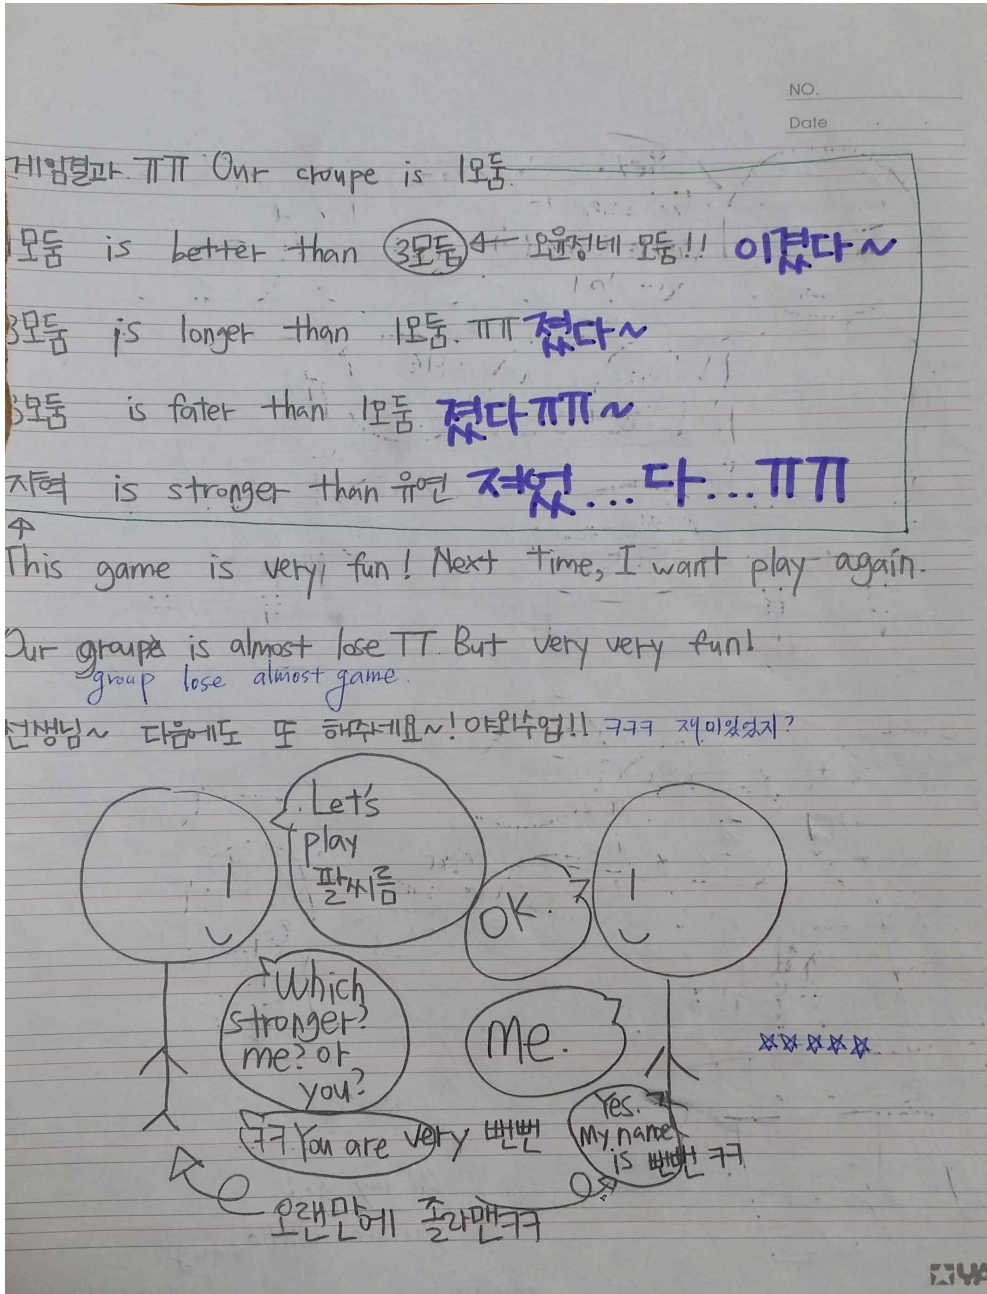 NO.
Date
게임결과 ㅠㅠ Our croupe is 1모둠
1모둠 is better than 3모둠 ← 오윤정네 모둠!! 이겼다~
3모둠 is longer than 1모둠. ㅠㅠ 졌다~
3모둠 is fater than 1모둠 졌다ㅠㅠ~
지혁 is stronger than 유연 져었...다...ㅠㅠ
This game is very fun! Next time, I want play again.
Our groupe is almost lose TT. But very very fun!
group lose almost game.
선생님~ 다음에도 또 해주세요~! 야외수업!! ㅋㅋㅋ 재미있었지?
Let's
play
팔씨름
OK.
Which
stronger?
me? or
you?
Me.
ㅋㅋ You are very 뻔뻔
Yes.
My name
is 뻔뻔 ㅋㅋ
오랜만에 졸라맨ㅋㅋ